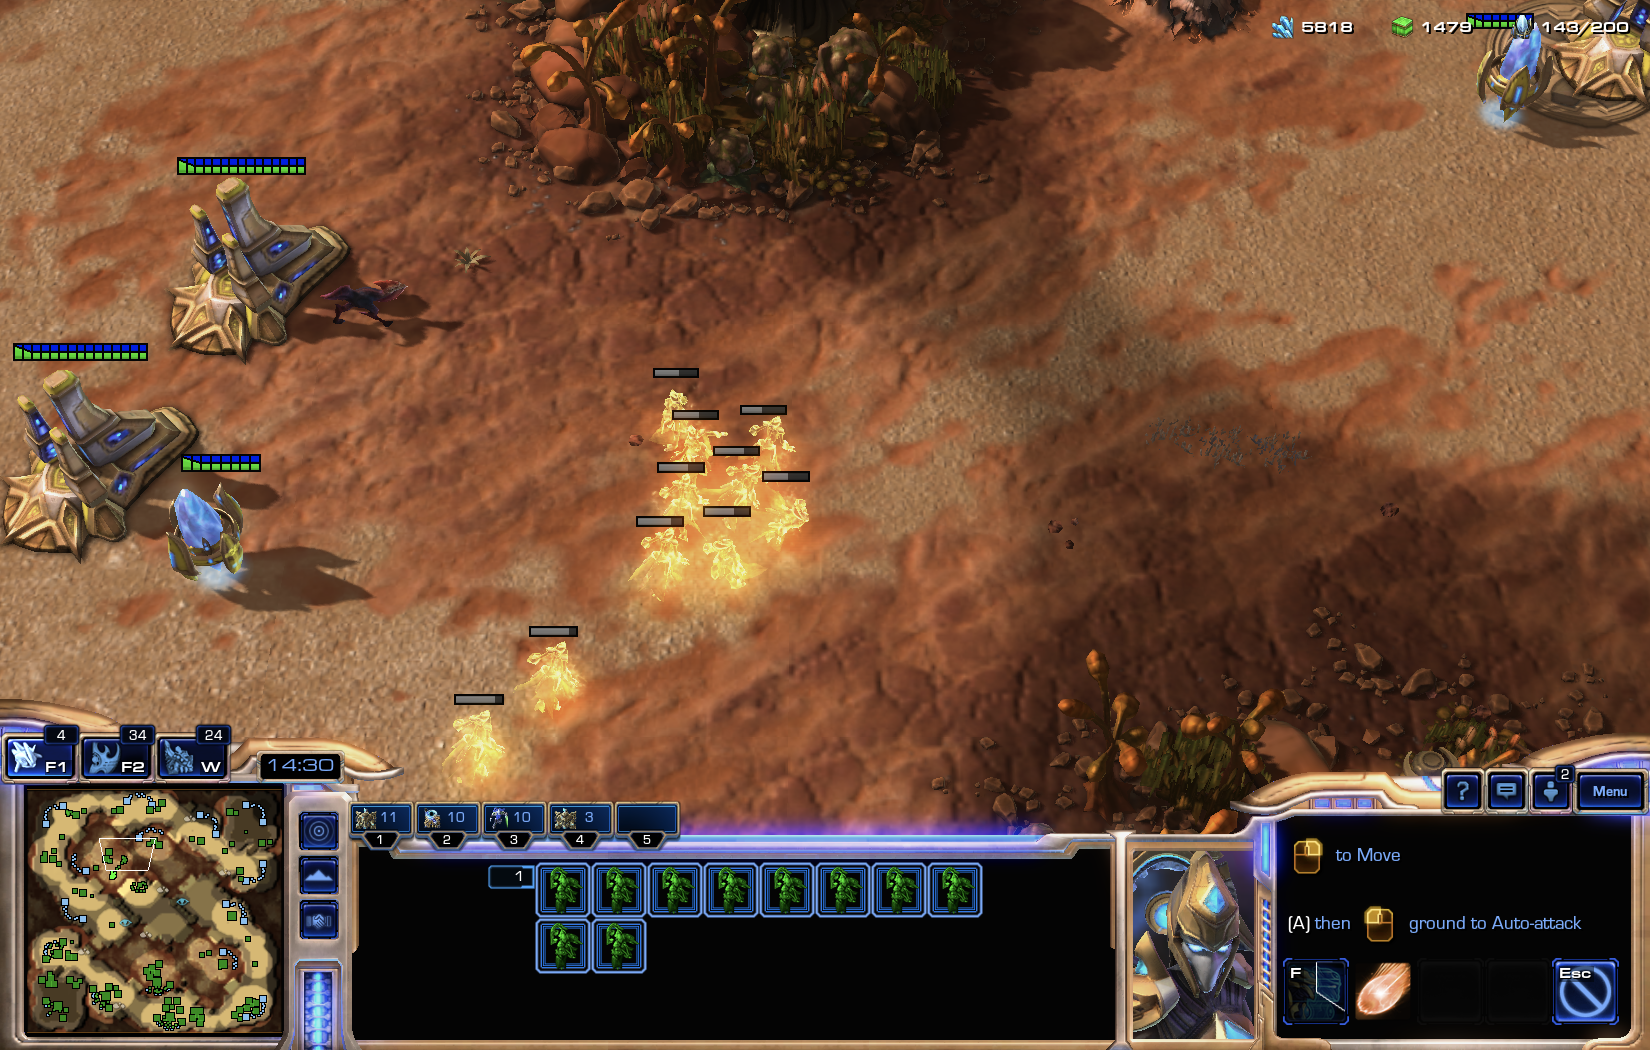 5818 1479 143/200
4 34 24
F1 F2 W
14:30
2
? Menu
11 10 10 3
1 2 3 4 5
1
to Move
(A) then ground to Auto-attack
F Esc